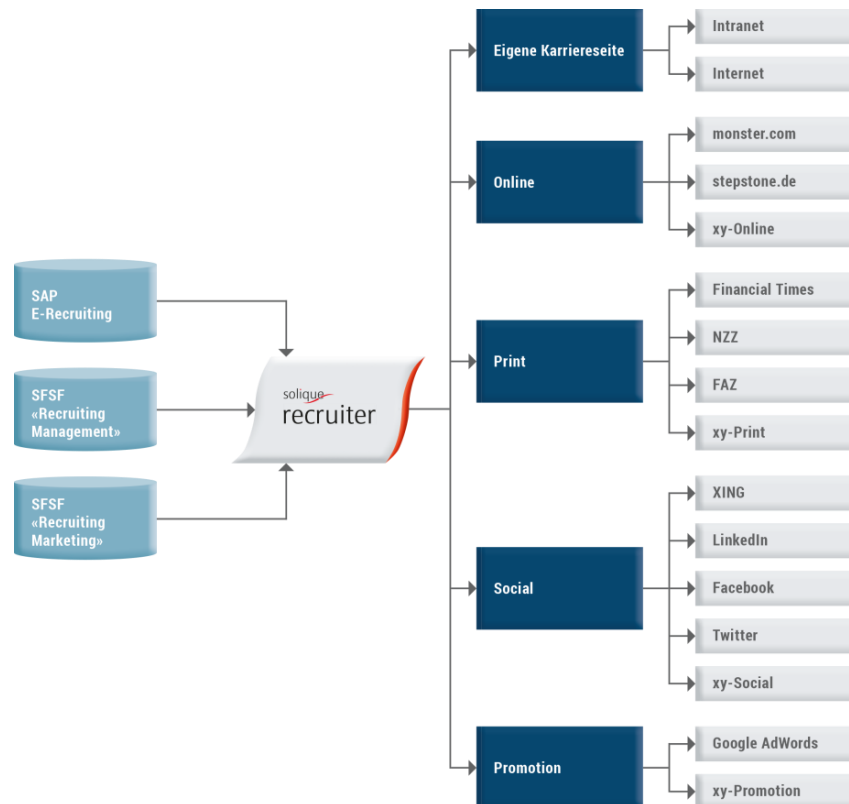 SAP
E-Recruiting
SFSF
«Recruiting
Management»
SFSF
«Recruiting
Marketing»
solique
recruiter
Eigene Karriereseite
Intranet
Internet
Online
monster.com
stepstone.de
xy-Online
Print
Financial Times
NZZ
FAZ
xy-Print
Social
XING
LinkedIn
Facebook
Twitter
xy-Social
Promotion
Google AdWords
xy-Promotion